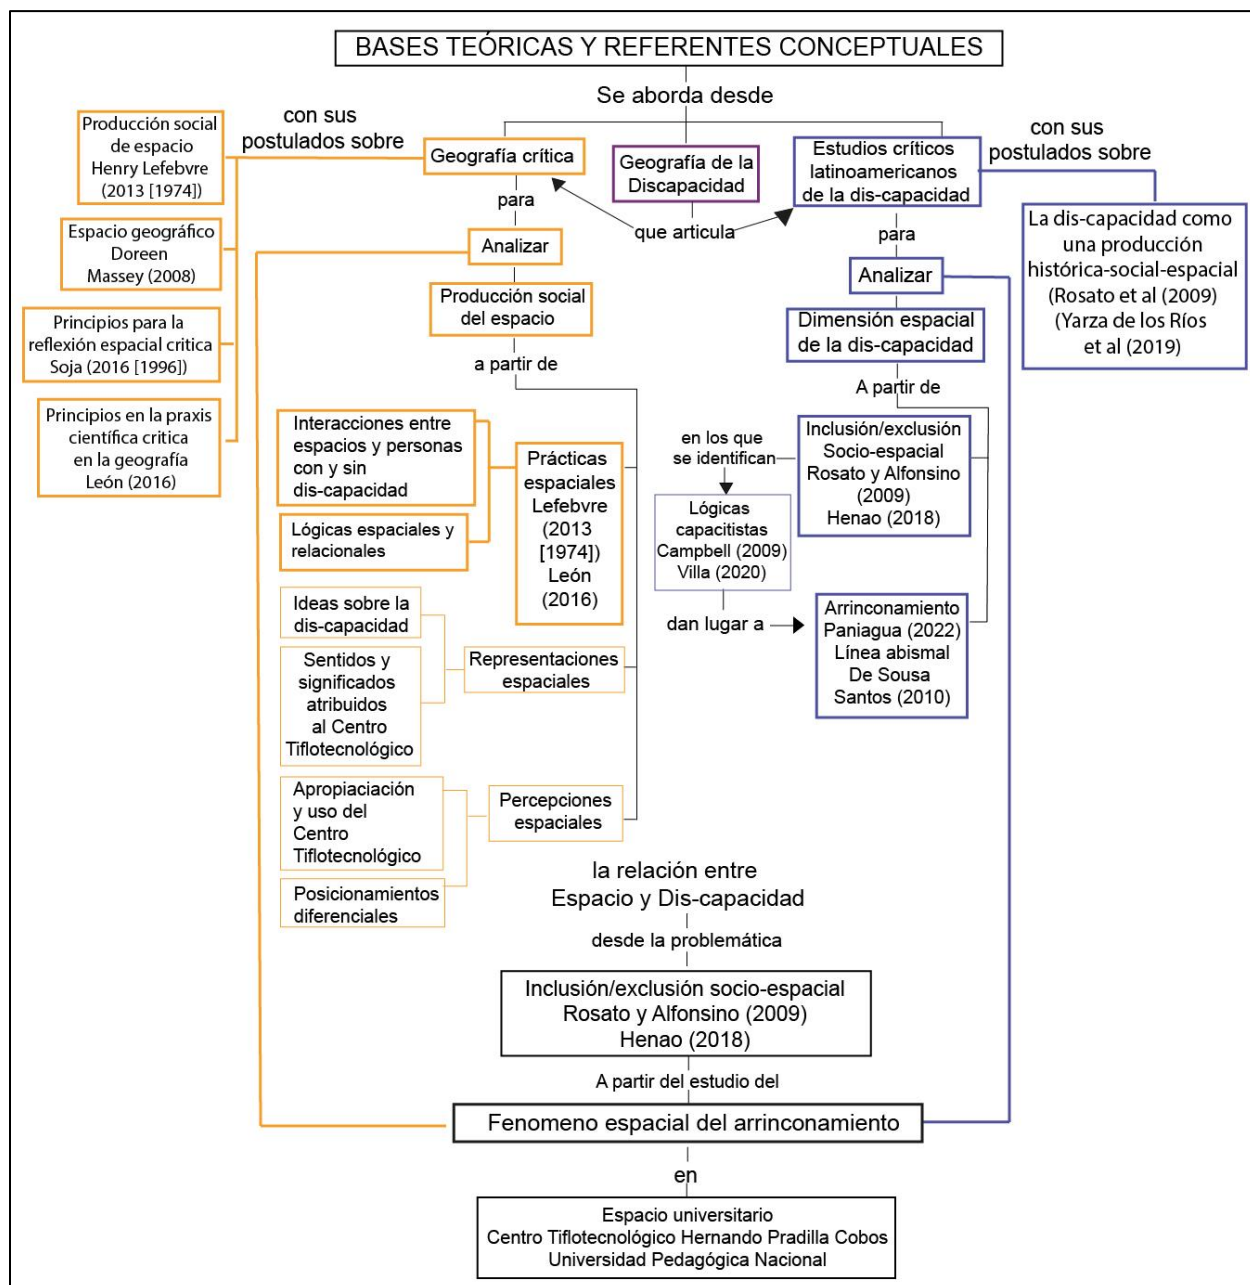 BASES TEÓRICAS Y REFERENTES CONCEPTUALES
Se aborda desde
con sus
postulados sobre
Producción social
de espacio
Henry Lefebvre
(2013 [1974])
Espacio geográfico
Doreen
Massey (2008)
Principios para la
reflexión espacial critica
Soja (2016 [1996])
Principios en la praxis
científica critica
en la geografía
León (2016)
Geografía crítica
para
Analizar
Producción social
del espacio
a partir de
Geografía de la
Discapacidad
que articula
Estudios críticos
latinoamericanos
de la dis-capacidad
con sus
postulados sobre
La dis-capacidad como
una producción
histórica-social-espacial
(Rosato et al (2009)
(Yarza de los Ríos
et al (2019)
para
Analizar
Dimensión espacial
de la dis-capacidad
A partir de
Interacciones entre
espacios y personas
con y sin
dis-capacidad
Lógicas espaciales y
relacionales
Prácticas
espaciales
Lefebvre
(2013
[1974])
León
(2016)
en los que
se identifican
Inclusión/exclusión
Socio-espacial
Rosato y Alfonsino
(2009)
Henao (2018)
Lógicas
capacitistas
Campbell (2009)
Villa (2020)
dan lugar a
Arrinconamiento
Paniagua (2022)
Línea abismal
De Sousa
Santos (2010)
Ideas sobre la
dis-capacidad
Sentidos y
significados
atribuidos
al Centro
Tiflotecnológico
Representaciones
espaciales
Apropiaciación
y uso del
Centro
Tiflotecnológico
Posicionamientos
diferenciales
Percepciones
espaciales
la relación entre
Espacio y Dis-capacidad
desde la problemática
Inclusión/exclusión socio-espacial
Rosato y Alfonsino (2009)
Henao (2018)
A partir del estudio del
Fenomeno espacial del arrinconamiento
en
Espacio universitario
Centro Tiflotecnológico Hernando Pradilla Cobos
Universidad Pedagógica Nacional